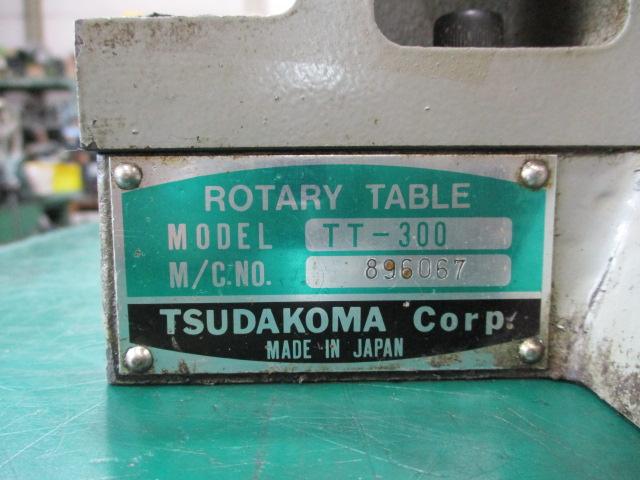 ROTARY TABLE
MODEL TT-300
M/C.NO. 896067
TSUDAKOMA Corp.
MADE IN JAPAN